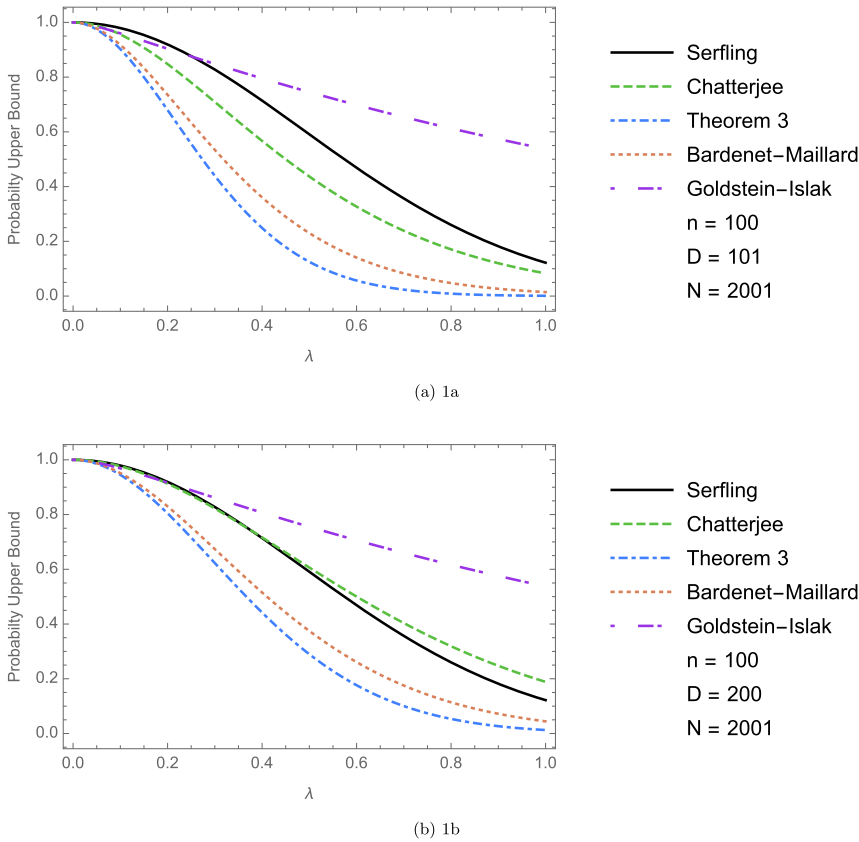 1.0
0.8
0.6
0.4
0.2
0.0
Probabilty Upper Bound
0.0 0.2 0.4 0.6 0.8 1.0
λ
Serfling
Chatterjee
Theorem 3
Bardenet−Maillard
Goldstein−Islak
n = 100
D = 101
N = 2001
(a) 1a
1.0
0.8
0.6
0.4
0.2
0.0
Probabilty Upper Bound
0.0 0.2 0.4 0.6 0.8 1.0
λ
Serfling
Chatterjee
Theorem 3
Bardenet−Maillard
Goldstein−Islak
n = 100
D = 200
N = 2001
(b) 1b